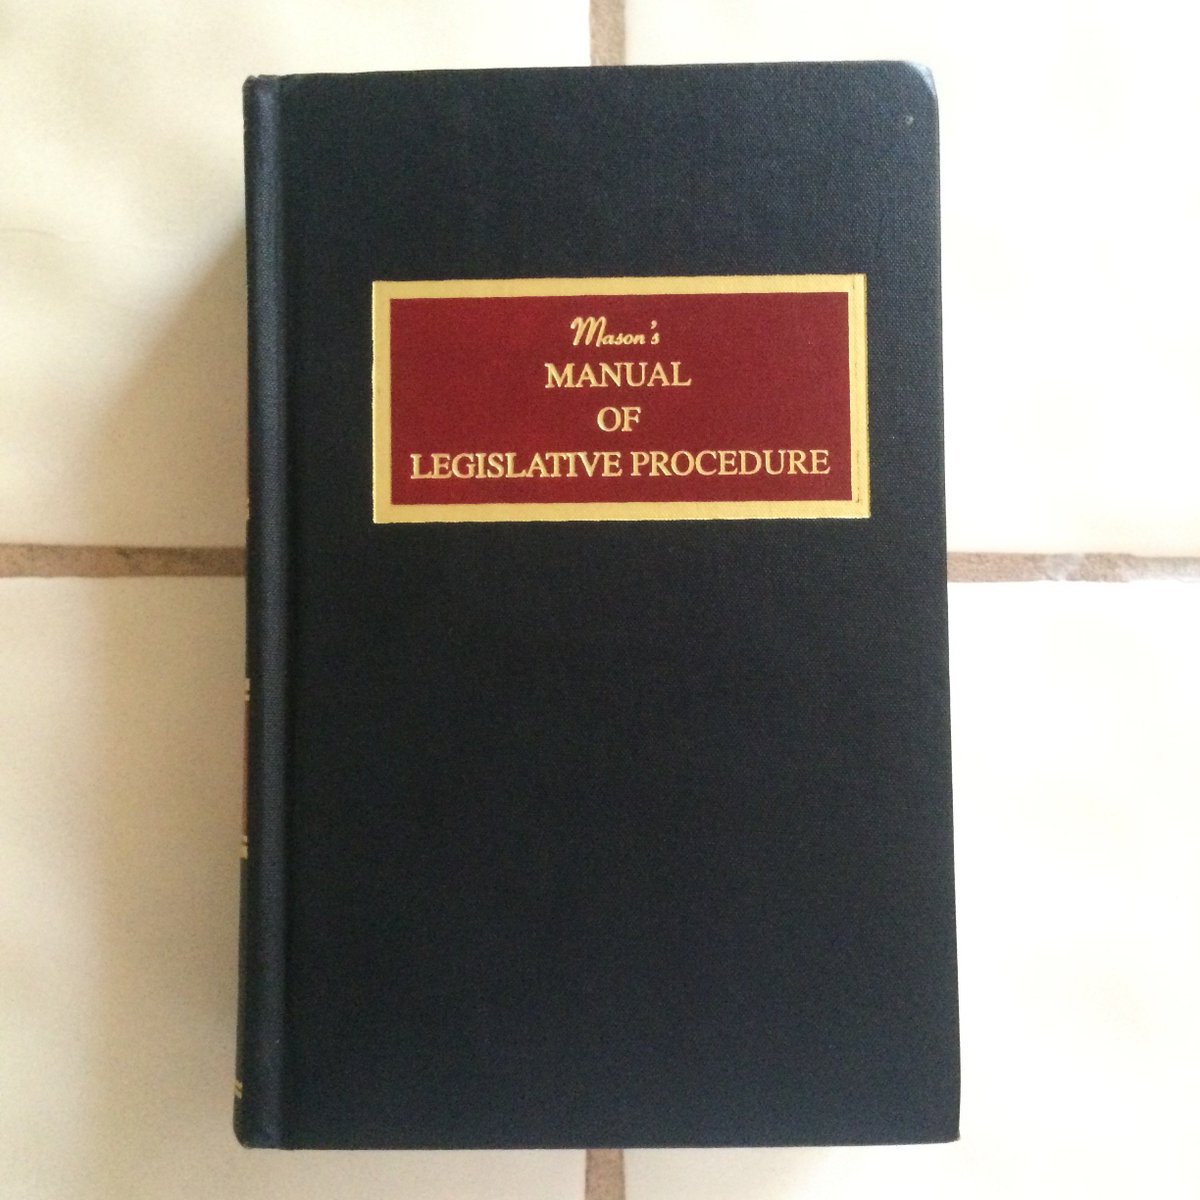 Mason's
MANUAL
OF
LEGISLATIVE PROCEDURE